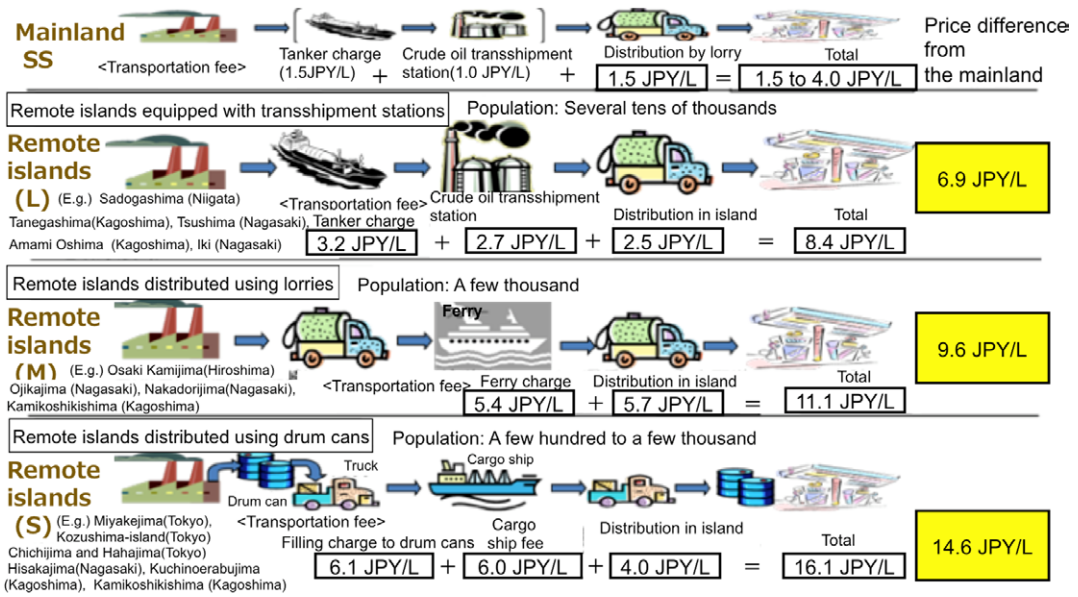 Mainland
SS
<Transportation fee>
Tanker charge
(1.5JPY/L)
+
Crude oil transshipment
station(1.0 JPY/L)
+
Distribution by lorry
1.5 JPY/L
=
Total
1.5 to 4.0 JPY/L
Price difference
from
the mainland
Remote islands equipped with transshipment stations
Population: Several tens of thousands
Remote
islands
(L)
(E.g.) Sadogashima (Niigata)
Tanegashima(Kagoshima), Tsushima (Nagasaki),
Amami Oshima (Kagoshima), Iki (Nagasaki)
<Transportation fee>
Tanker charge
3.2 JPY/L
+
Crude oil transshipment
station
2.7 JPY/L
+
Distribution in island
2.5 JPY/L
=
Total
8.4 JPY/L
6.9 JPY/L
Remote islands distributed using lorries
Population: A few thousand
Remote
islands
(M)
(E.g.) Osaki Kamijima(Hiroshima)
Ojikajima (Nagasaki), Nakadorijima(Nagasaki),
Kamikoshikishima (Kagoshima)
<Transportation fee>
Ferry
Ferry charge
5.4 JPY/L
+
Distribution in island
5.7 JPY/L
=
Total
11.1 JPY/L
9.6 JPY/L
Remote islands distributed using drum cans
Population: A few hundred to a few thousand
Remote
islands
(S)
(E.g.) Miyakejima(Tokyo),
Kozushima-island(Tokyo)
Chichijima and Hahajima(Tokyo)
Hisakajima(Nagasaki), Kuchinoerabujima
(Kagoshima), Kamikoshikishima (Kagoshima)
Drum can
Truck
<Transportation fee>
Filling charge to drum cans
6.1 JPY/L
+
Cargo ship
Cargo
ship fee
6.0 JPY/L
+
Distribution in island
4.0 JPY/L
=
Total
16.1 JPY/L
14.6 JPY/L